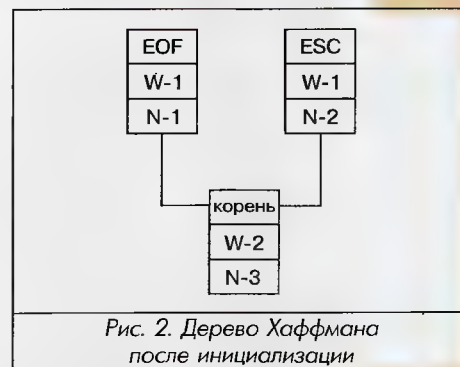 EOF
W-1
N-1
ESC
W-1
N-2
корень
W-2
N-3
Рис. 2. Дерево Хаффмана
после инициализации